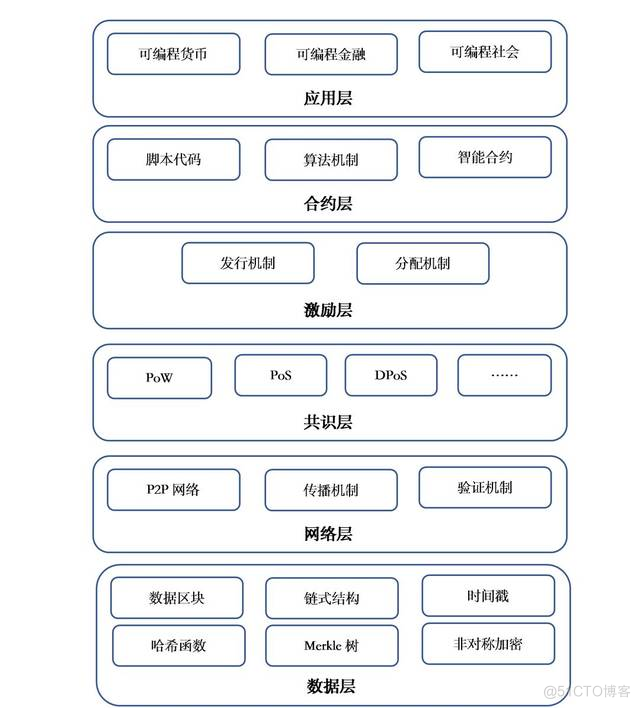 可编程货币 可编程金融 可编程社会
应用层
脚本代码 算法机制 智能合约
合约层
发行机制 分配机制
激励层
PoW PoS DPoS ……
共识层
P2P 网络 传播机制 验证机制
网络层
数据区块 链式结构 时间戳
哈希函数 Merkle 树 非对称加密
数据层
@51CTO博客